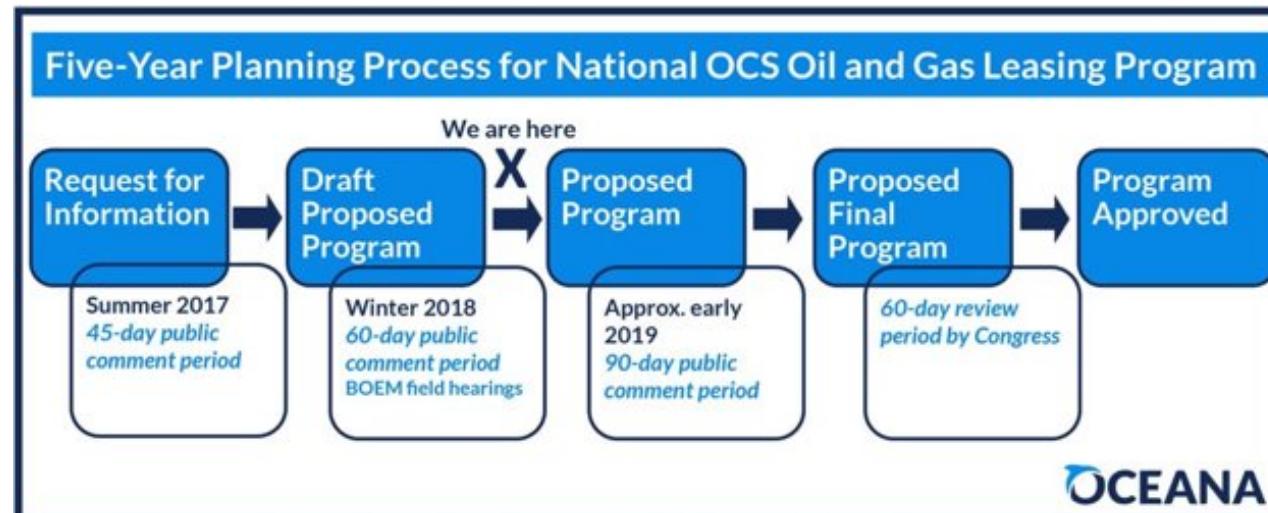 Five-Year Planning Process for National OCS Oil and Gas Leasing Program
We are here
X
Request for
Information
Summer 2017
45-day public
comment period
Draft
Proposed
Program
Winter 2018
60-day public
comment period
BOEM field hearings
Proposed
Program
Approx. early
2019
90-day public
comment period
Proposed
Final
Program
60-day review
period by Congress
Program
Approved
OCEANA